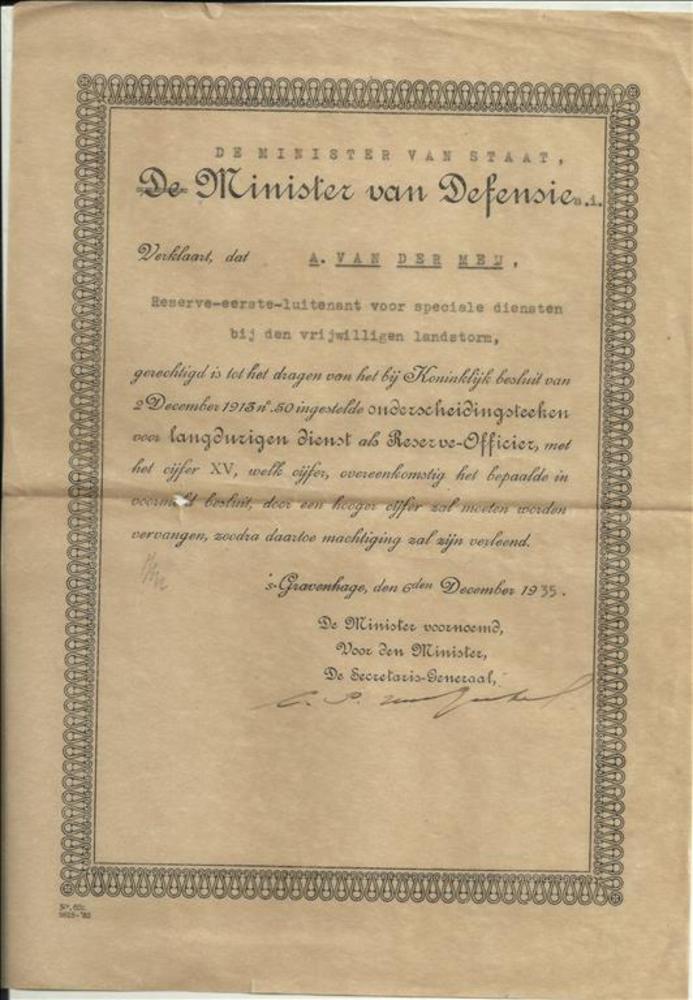 DE MINISTER VAN STAAT,
De Minister van Defensie a.i.
Verklaart, dat A. VAN DER MEU,
Reserve-eerste-luitenant voor speciale diensten
bij den vrijwilligen landstorm,
gerechtigd is tot het dragen van het bij Koninklijk besluit van
2 December 1913 nº. 50 ingestelde onderscheidingsteeken
voor langdurigen dienst als Reserve-Officier, met
het cijfer XV, welk cijfer, overeenkomstig het bepaalde in
voormeld besluit, door een hooger cijfer zal moeten worden
vervangen, zoodra daartoe machtiging zal zijn verleend.
's-Gravenhage, den 6den December 1935.
De Minister voornoemd,
Voor den Minister,
De Secretaris-Generaal,